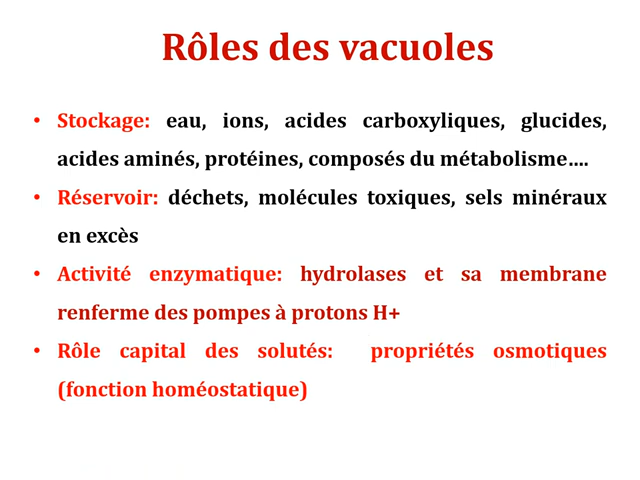 Rôles des vacuoles
• Stockage: eau, ions, acides carboxyliques, glucides,
acides aminés, protéines, composés du métabolisme….
• Réservoir: déchets, molécules toxiques, sels minéraux
en excès
• Activité enzymatique: hydrolases et sa membrane
renferme des pompes à protons H+
• Rôle capital des solutés: propriétés osmotiques
(fonction homéostatique)